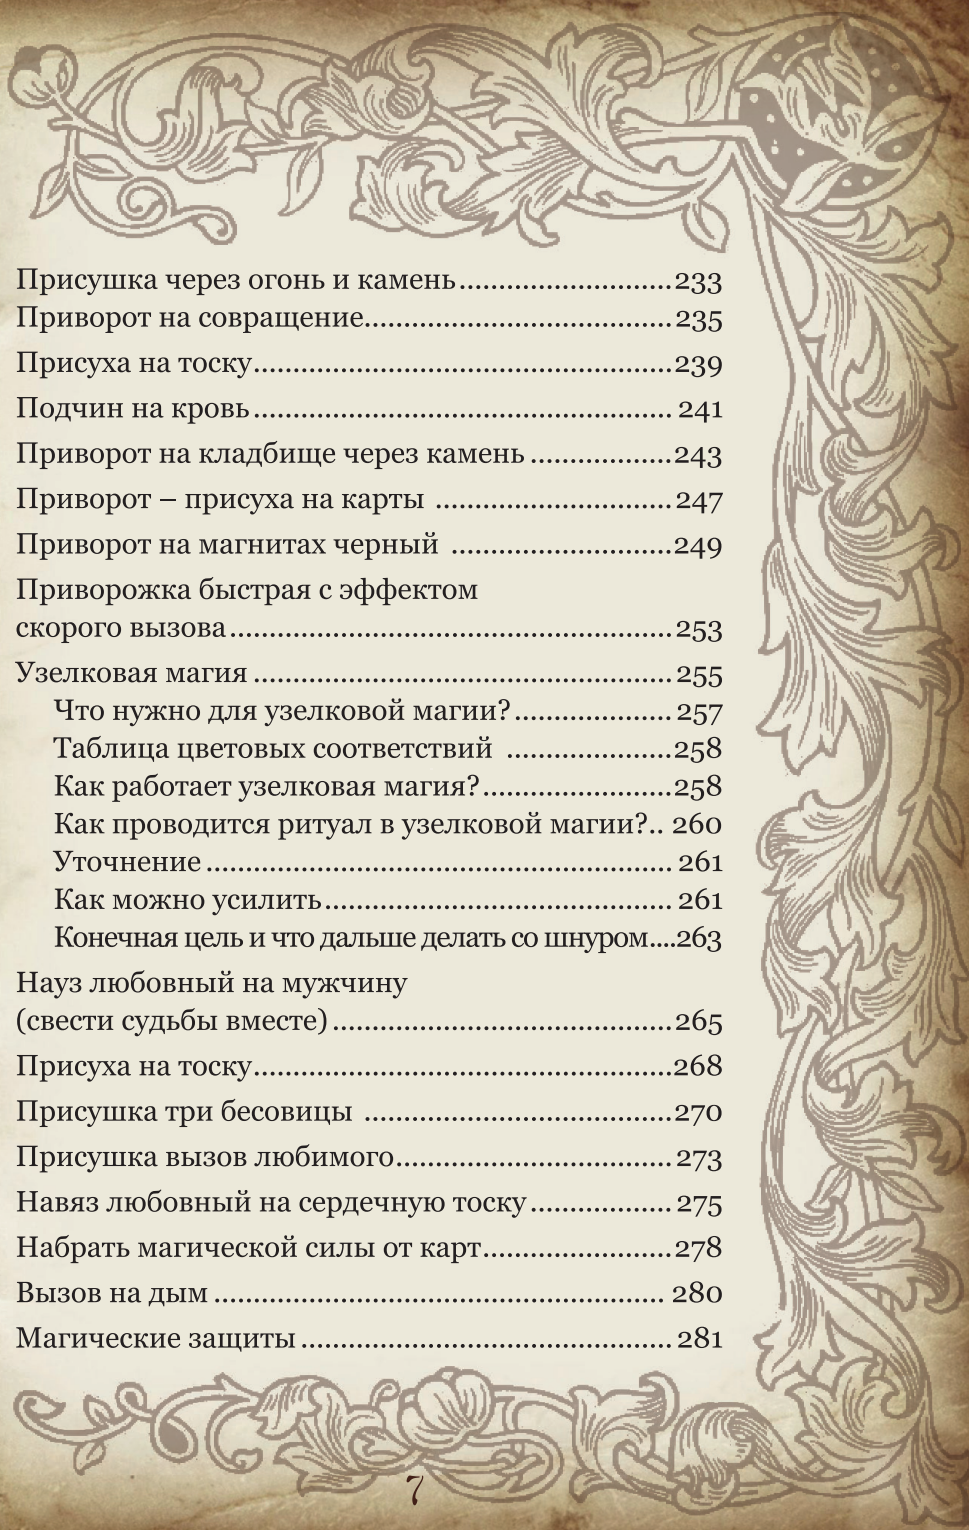 Присушка через огонь и камень...........................233
Приворот на совращение.......................................235
Присуха на тоску.....................................................239
Подчин на кровь..................................................... 241
Приворот на кладбище через камень ..................243
Приворот – присуха на карты ..............................247
Приворот на магнитах черный ............................249
Приворожка быстрая с эффектом
скорого вызова........................................................253
Узелковая магия .....................................................255
Что нужно для узелковой магии?.................... 257
Таблица цветовых соответствий .....................258
Как работает узелковая магия?........................258
Как проводится ритуал в узелковой магии?.. 260
Уточнение ........................................................... 261
Как можно усилить............................................ 261
Конечная цель и что дальше делать со шнуром....263
Науз любовный на мужчину
(свести судьбы вместе)...........................................265
Присуха на тоску.....................................................268
Присушка три бесовицы .......................................270
Присушка вызов любимого...................................273
Навяз любовный на сердечную тоску..................275
Набрать магической силы от карт........................278
Вызов на дым ......................................................... 280
Магические защиты...............................................281
7